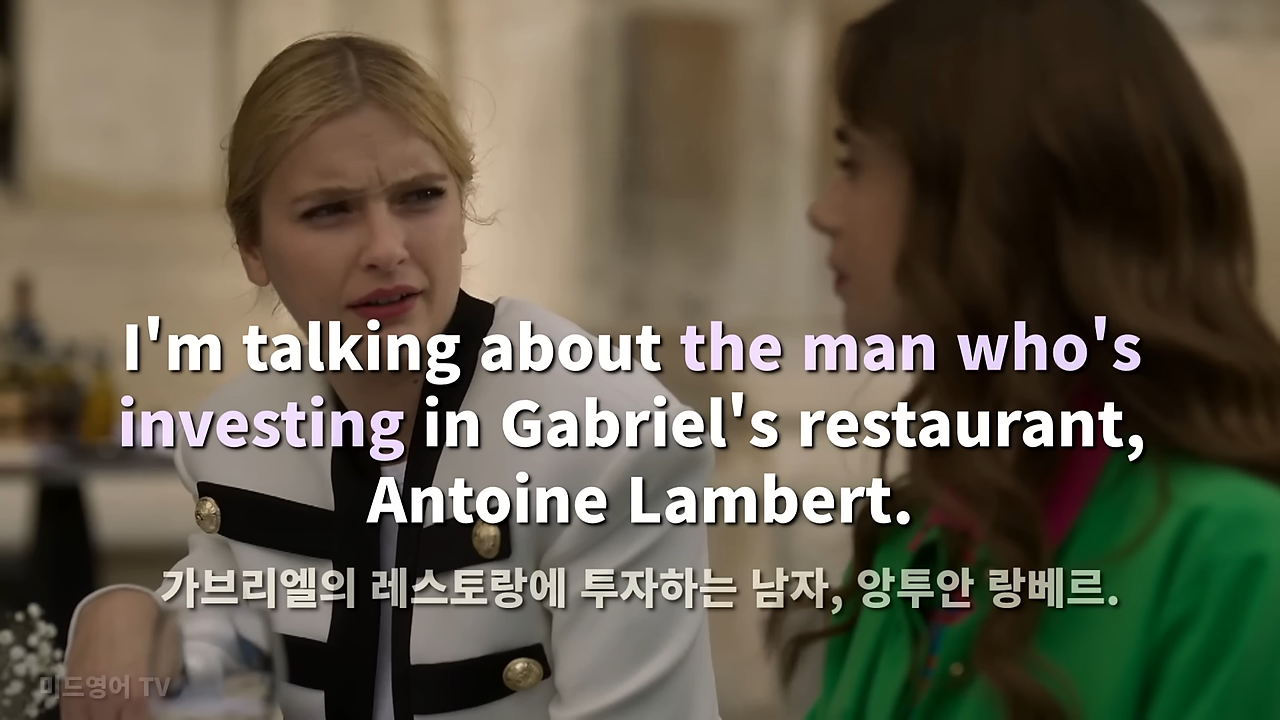 I'm talking about the man who's
investing in Gabriel's restaurant,
Antoine Lambert.
가브리엘의 레스토랑에 투자하는 남자, 앙투안 랑베르.
미드영어 TV